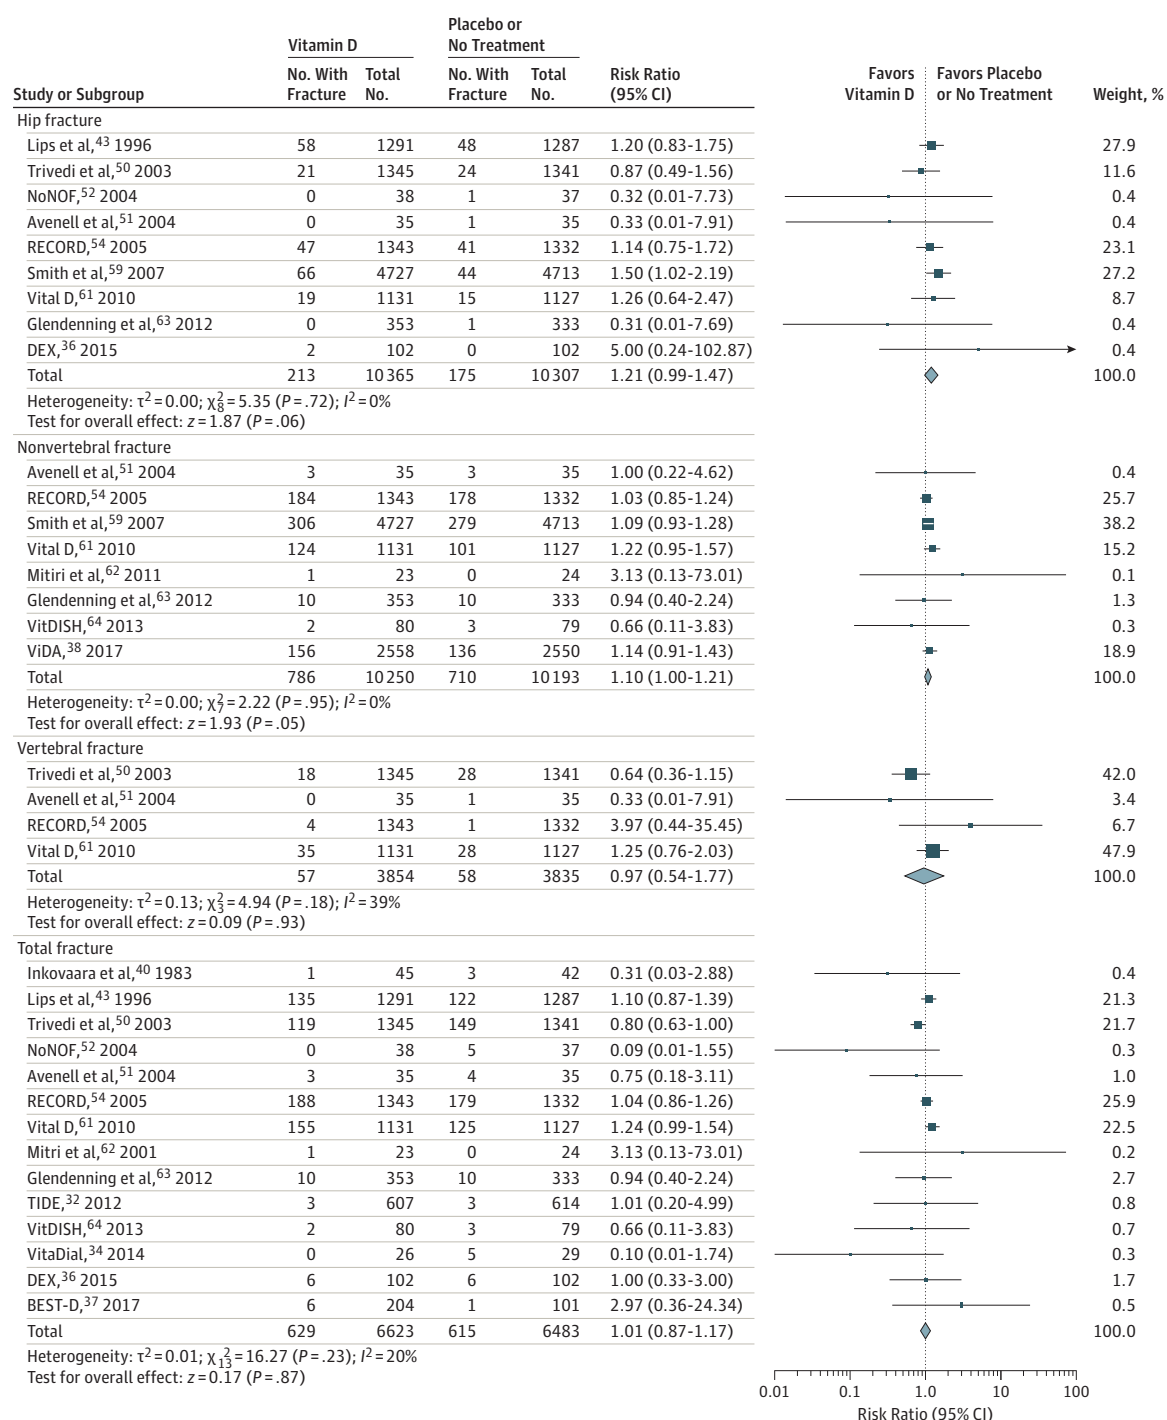 Vitamin D Placebo or No Treatment
Study or Subgroup No. With Fracture Total No. No. With Fracture Total No. Risk Ratio (95% CI) Favors Vitamin D Favors Placebo or No Treatment Weight, %
Hip fracture
Lips et al,43 1996 58 1291 48 1287 1.20 (0.83-1.75) 27.9
Trivedi et al,50 2003 21 1345 24 1341 0.87 (0.49-1.56) 11.6
NoNOF,52 2004 0 38 1 37 0.32 (0.01-7.73) 0.4
Avenell et al,51 2004 0 35 1 35 0.33 (0.01-7.91) 0.4
RECORD,54 2005 47 1343 41 1332 1.14 (0.75-1.72) 23.1
Smith et al,59 2007 66 4727 44 4713 1.50 (1.02-2.19) 27.2
Vital D,61 2010 19 1131 15 1127 1.26 (0.64-2.47) 8.7
Glendenning et al,63 2012 0 353 1 333 0.31 (0.01-7.69) 0.4
DEX,36 2015 2 102 0 102 5.00 (0.24-102.87) 0.4
Total 213 10365 175 10307 1.21 (0.99-1.47) 100.0
Heterogeneity: τ2=0.00; χ28=5.35 (P=.72); I2=0%
Test for overall effect: z=1.87 (P=.06)
Nonvertebral fracture
Avenell et al,51 2004 3 35 3 35 1.00 (0.22-4.62) 0.4
RECORD,54 2005 184 1343 178 1332 1.03 (0.85-1.24) 25.7
Smith et al,59 2007 306 4727 279 4713 1.09 (0.93-1.28) 38.2
Vital D,61 2010 124 1131 101 1127 1.22 (0.95-1.57) 15.2
Mitiri et al,62 2011 1 23 0 24 3.13 (0.13-73.01) 0.1
Glendenning et al,63 2012 10 353 10 333 0.94 (0.40-2.24) 1.3
VitDISH,64 2013 2 80 3 79 0.66 (0.11-3.83) 0.3
ViDA,38 2017 156 2558 136 2550 1.14 (0.91-1.43) 18.9
Total 786 10250 710 10193 1.10 (1.00-1.21) 100.0
Heterogeneity: τ2=0.00; χ27=2.22 (P=.95); I2=0%
Test for overall effect: z=1.93 (P=.05)
Vertebral fracture
Trivedi et al,50 2003 18 1345 28 1341 0.64 (0.36-1.15) 42.0
Avenell et al,51 2004 0 35 1 35 0.33 (0.01-7.91) 3.4
RECORD,54 2005 4 1343 1 1332 3.97 (0.44-35.45) 6.7
Vital D,61 2010 35 1131 28 1127 1.25 (0.76-2.03) 47.9
Total 57 3854 58 3835 0.97 (0.54-1.77) 100.0
Heterogeneity: τ2=0.13; χ23=4.94 (P=.18); I2=39%
Test for overall effect: z=0.09 (P=.93)
Total fracture
Inkovaara et al,40 1983 1 45 3 42 0.31 (0.03-2.88) 0.4
Lips et al,43 1996 135 1291 122 1287 1.10 (0.87-1.39) 21.3
Trivedi et al,50 2003 119 1345 149 1341 0.80 (0.63-1.00) 21.7
NoNOF,52 2004 0 38 5 37 0.09 (0.01-1.55) 0.3
Avenell et al,51 2004 3 35 4 35 0.75 (0.18-3.11) 1.0
RECORD,54 2005 188 1343 179 1332 1.04 (0.86-1.26) 25.9
Vital D,61 2010 155 1131 125 1127 1.24 (0.99-1.54) 22.5
Mitri et al,62 2001 1 23 0 24 3.13 (0.13-73.01) 0.2
Glendenning et al,63 2012 10 353 10 333 0.94 (0.40-2.24) 2.7
TIDE,32 2012 3 607 3 614 1.01 (0.20-4.99) 0.8
VitDISH,64 2013 2 80 3 79 0.66 (0.11-3.83) 0.7
VitaDial,34 2014 0 26 5 29 0.10 (0.01-1.74) 0.3
DEX,36 2015 6 102 6 102 1.00 (0.33-3.00) 1.7
BEST-D,37 2017 6 204 1 101 2.97 (0.36-24.34) 0.5
Total 629 6623 615 6483 1.01 (0.87-1.17) 100.0
Heterogeneity: τ2=0.01; χ213=16.27 (P=.23); I2=20%
Test for overall effect: z=0.17 (P=.87)
0.01 0.1 1.0 10 100
Risk Ratio (95% CI)